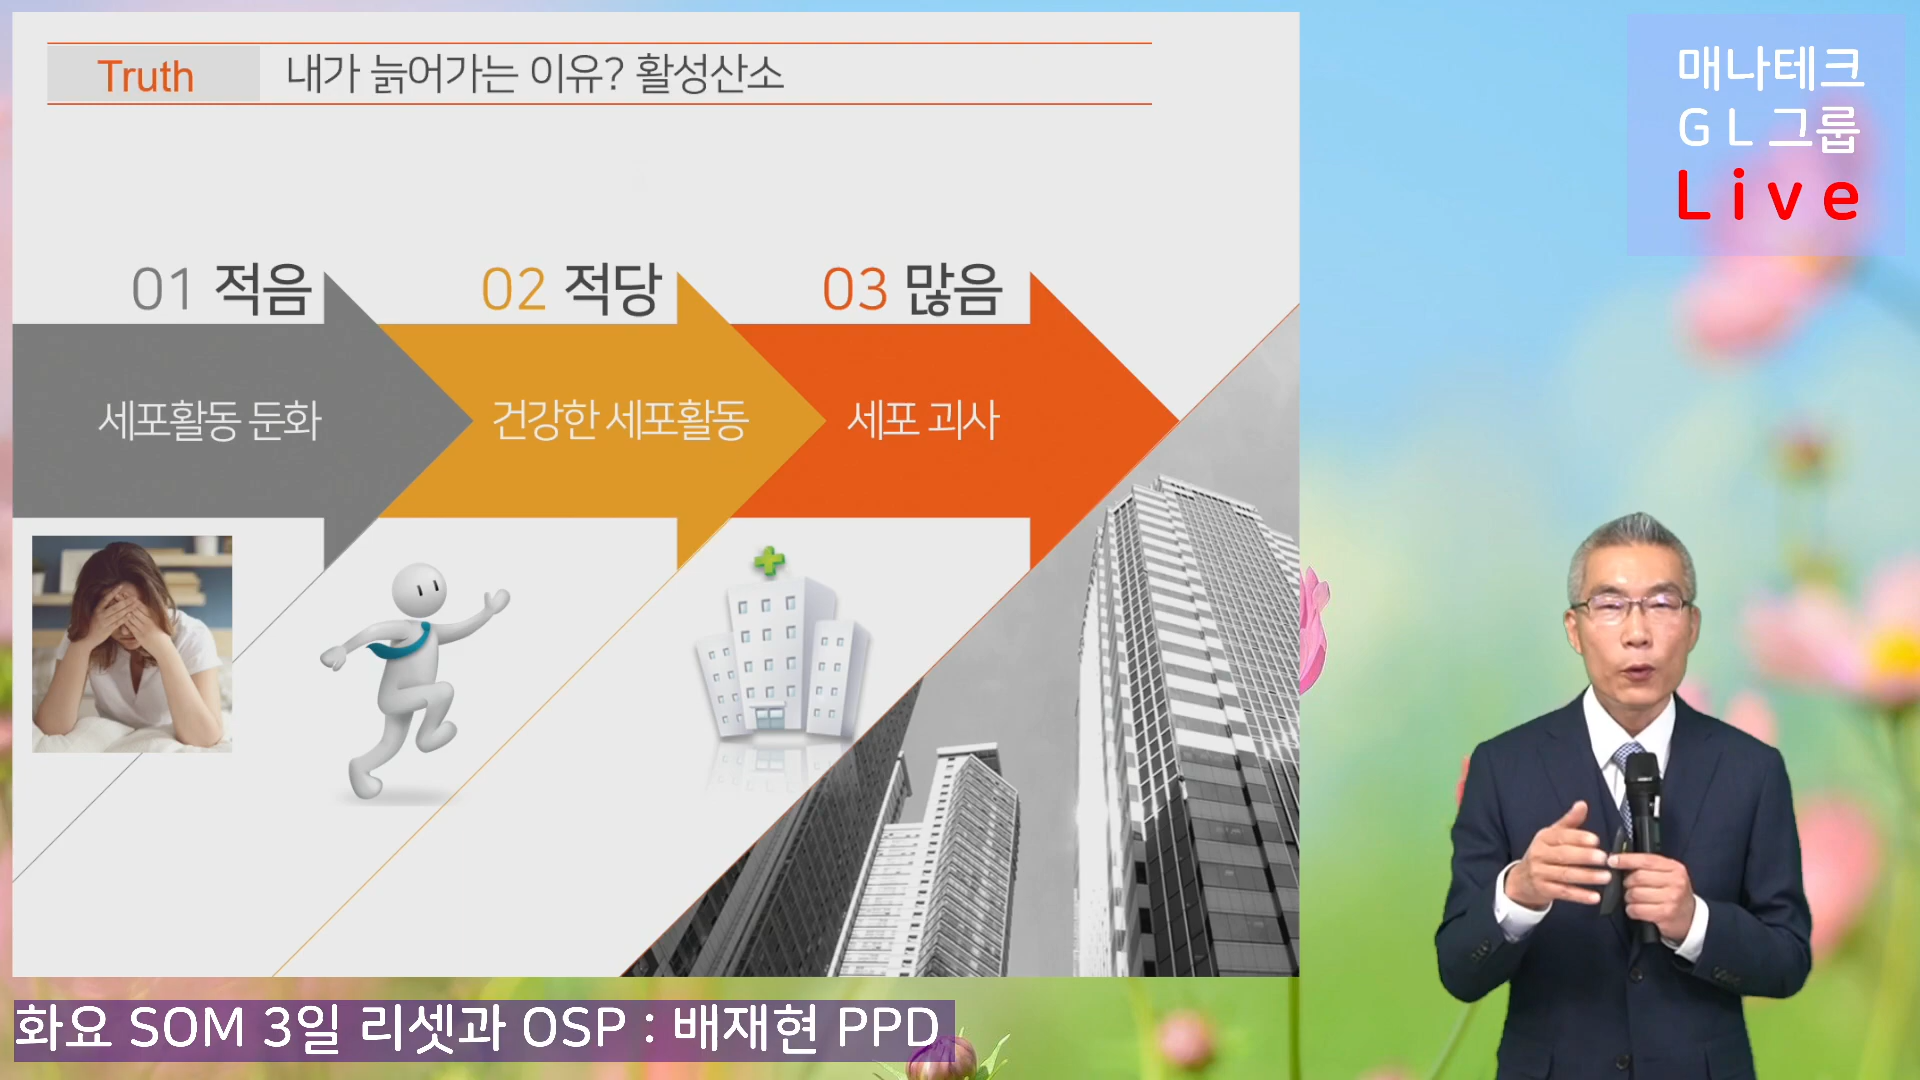 Truth 내가 늙어가는 이유? 활성산소
01 적음
02 적당
03 많음
세포활동 둔화
건강한 세포활동
세포 괴사
매나테크
G L 그룹
Live
화요 SOM 3일 리셋과 OSP : 배재현 PPD